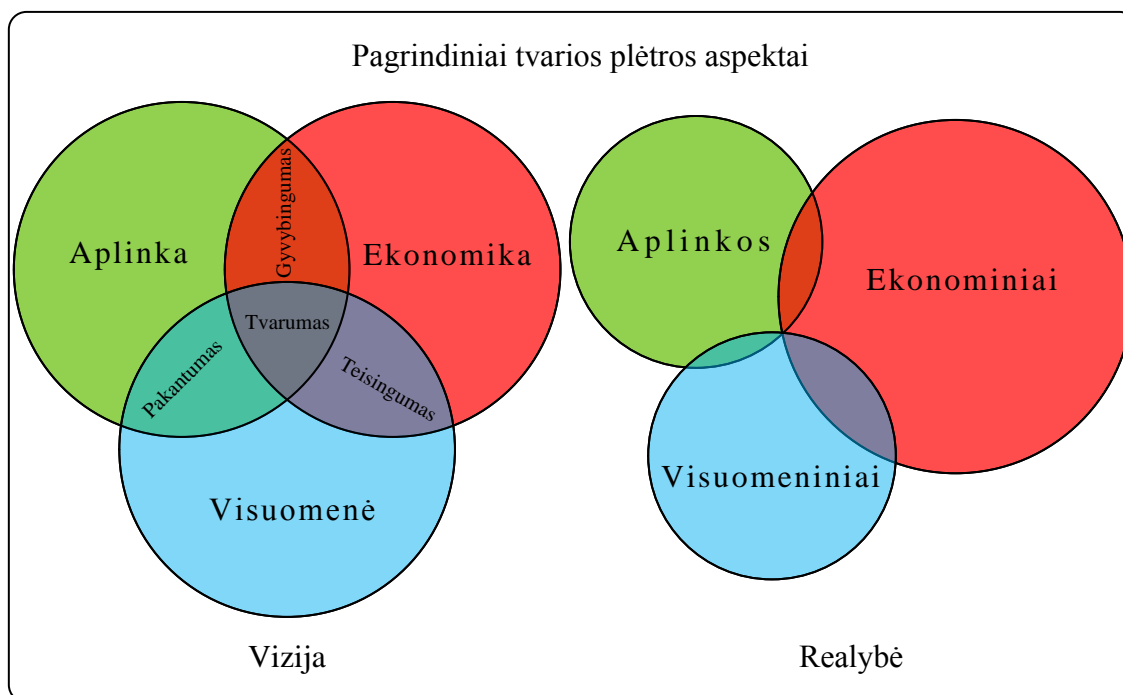 Pagrindiniai tvarios plėtros aspektai
Aplinka
Gyvybingumas
Ekonomika
Tvarumas
Pakantumas
Teisingumas
Visuomenė
Vizija
Aplinkos
Ekonominiai
Visuomeniniai
Realybė